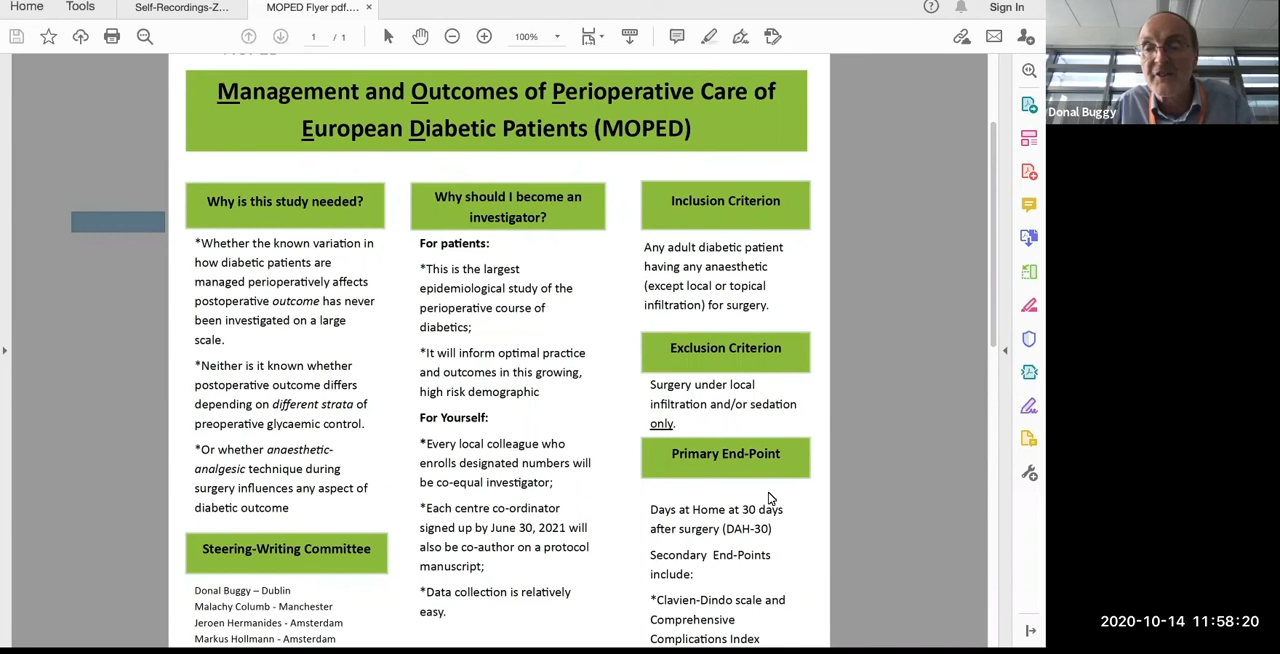 Home
Tools
Self-Recordings-Z...
MOPED Flyer pdf....
×
Sign In
1 / 1
100%
Donal Buggy
Management and Outcomes of Perioperative Care of
European Diabetic Patients (MOPED)
Why is this study needed?
*Whether the known variation in
how diabetic patients are
managed perioperatively affects
postoperative outcome has never
been investigated on a large
scale.
*Neither is it known whether
postoperative outcome differs
depending on different strata of
preoperative glycaemic control.
*Or whether anaesthetic-
analgesic technique during
surgery influences any aspect of
diabetic outcome
Steering-Writing Committee
Donal Buggy – Dublin
Malachy Columb - Manchester
Jeroen Hermanides - Amsterdam
Markus Hollmann - Amsterdam
Why should I become an
investigator?
For patients:
*This is the largest
epidemiological study of the
perioperative course of
diabetics;
*It will inform optimal practice
and outcomes in this growing,
high risk demographic
For Yourself:
*Every local colleague who
enrolls designated numbers will
be co-equal investigator;
*Each centre co-ordinator
signed up by June 30, 2021 will
also be co-author on a protocol
manuscript;
*Data collection is relatively
easy.
Inclusion Criterion
Any adult diabetic patient
having any anaesthetic
(except local or topical
infiltration) for surgery.
Exclusion Criterion
Surgery under local
infiltration and/or sedation
only.
Primary End-Point
Days at Home at 30 days
after surgery (DAH-30)
Secondary End-Points
include:
*Clavien-Dindo scale and
Comprehensive
Complications Index
2020-10-14 11:58:20